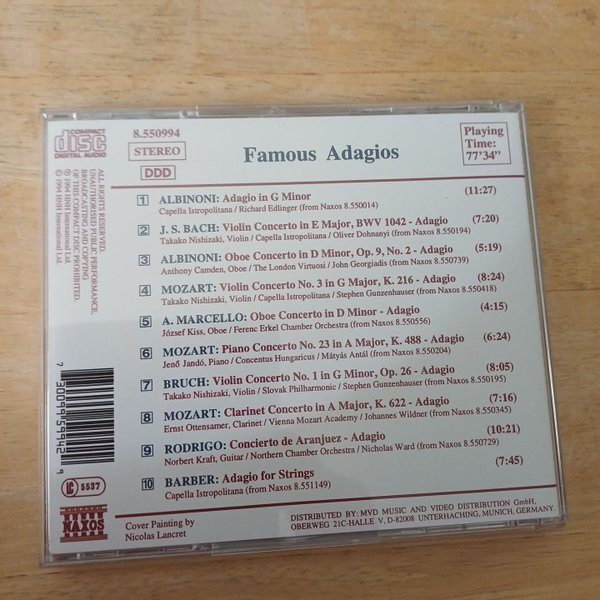 COMPACT
disc
DIGITAL AUDIO
8.550994
STEREO
DDD
Famous Adagios
Playing
Time:
77'34"
1 ALBINONI: Adagio in G Minor (11:27)
Capella Istropolitana / Richard Edlinger (from Naxos 8.550014)
2 J. S. BACH: Violin Concerto in E Major, BWV 1042 - Adagio (7:20)
Takako Nishizaki, Violin / Capella Istropolitana / Oliver Dohnanyi (from Naxos 8.550194)
3 ALBINONI: Oboe Concerto in D Minor, Op. 9, No. 2 - Adagio (5:19)
Anthony Camden, Oboe / The London Virtuosi / John Georgiadis (from Naxos 8.550739)
4 MOZART: Violin Concerto No. 3 in G Major, K. 216 - Adagio (8:24)
Takako Nishizaki, Violin / Capella Istropolitana / Stephen Gunzenhauser (from Naxos 8.550418)
5 A. MARCELLO: Oboe Concerto in D Minor - Adagio (4:15)
József Kiss, Oboe / Ferenc Erkel Chamber Orchestra (from Naxos 8.550556)
6 MOZART: Piano Concerto No. 23 in A Major, K. 488 - Adagio (6:24)
Jenő Jandó, Piano / Concentus Hungaricus / Mátyás Antál (from Naxos 8.550204)
7 BRUCH: Violin Concerto No. 1 in G Minor, Op. 26 - Adagio (8:05)
Takako Nishizaki, Violin / Slovak Philharmonic / Stephen Gunzenhauser (from Naxos 8.550195)
8 MOZART: Clarinet Concerto in A Major, K. 622 - Adagio (7:16)
Ernst Ottensamer, Clarinet / Vienna Mozart Academy / Johannes Wildner (from Naxos 8.550345)
9 RODRIGO: Concierto de Aranjuez - Adagio (10:21)
Norbert Kraft, Guitar / Northern Chamber Orchestra / Nicholas Ward (from Naxos 8.550729)
10 BARBER: Adagio for Strings (7:45)
Capella Istropolitana (from Naxos 8.551149)
ALL RIGHTS RESERVED.
UNAUTHORISED PUBLIC PERFORMANCE,
BROADCASTING AND COPYING
OF THIS COMPACT DISC PROHIBITED.
℗ 1994 HNH International Ltd.
© 1994 HNH International Ltd.
7 30099 59942 9
LC 5537
NAXOS
Cover Painting by
Nicolas Lancret
DISTRIBUTED BY: MVD MUSIC AND VIDEO DISTRIBUTION GmbH,
OBERWEG 21C-HALLE V, D-82008 UNTERHACHING, MUNICH, GERMANY.